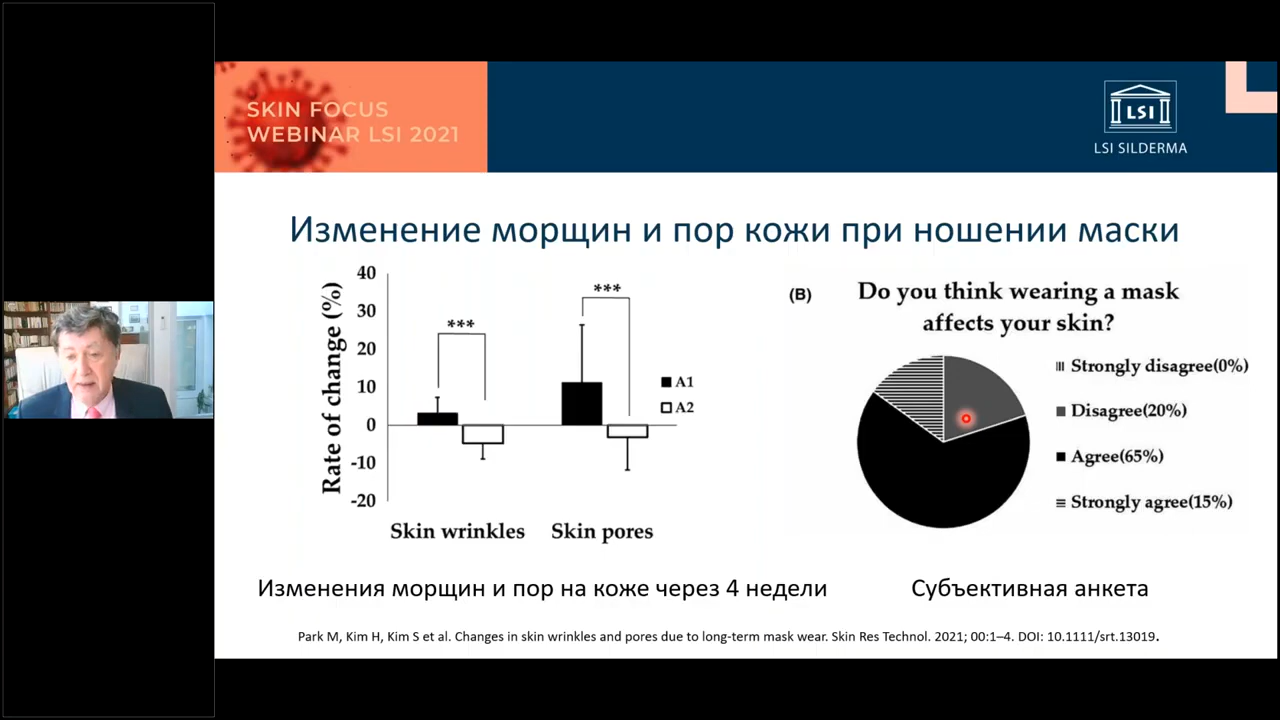 SKIN FOCUS
WEBINAR LSI 2021
LSI
LSI SILDERMA
Изменение морщин и пор кожи при ношении маски
Rate of change (%)
40
30
20
10
0
-10
-20
***
***
A1
A2
Skin wrinkles
Skin pores
(B)
Do you think wearing a mask
affects your skin?
Strongly disagree(0%)
Disagree(20%)
Agree(65%)
Strongly agree(15%)
Изменения морщин и пор на коже через 4 недели
Субъективная анкета
Park M, Kim H, Kim S et al. Changes in skin wrinkles and pores due to long-term mask wear. Skin Res Technol. 2021; 00:1–4. DOI: 10.1111/srt.13019.